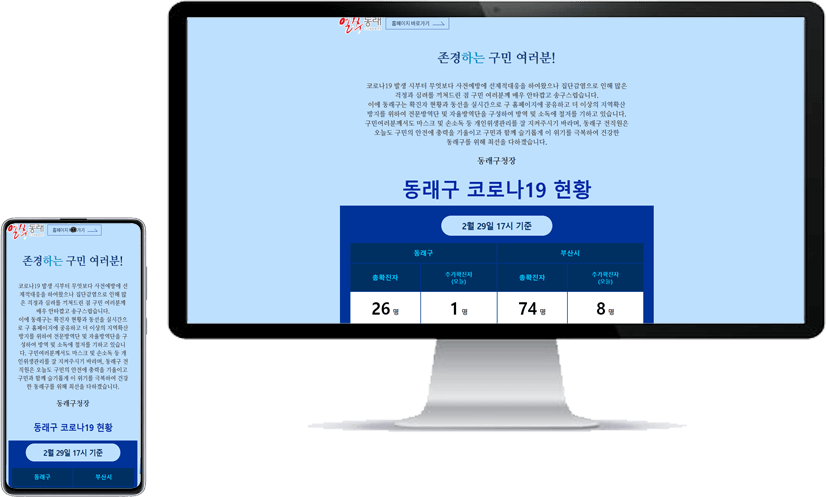 열심 동래
홈페이지 바로가기
존경하는 구민 여러분!
코로나19 발생 시부터 무엇보다 사전예방에 선제적대응을 하여왔으나 집단감염으로 인해 많은
걱정과 심려를 끼쳐드린 점 구민 여러분께 매우 안타깝고 송구스럽습니다.
이에 동래구는 확진자 현황과 동선을 실시간으로 구 홈페이지에 공유하고 더 이상의 지역확산
방지를 위하여 전문방역단 및 자율방역단을 구성하여 방역 및 소독에 철저를 기하고 있습니다.
구민여러분께서도 마스크 및 손소독 등 개인위생관리를 잘 지켜주시기 바라며, 동래구 전직원은
오늘도 구민의 안전에 총력을 기울이고 구민과 함께 슬기롭게 이 위기를 극복하여 건강한
동래구를 위해 최선을 다하겠습니다.
동래구청장
동래구 코로나19 현황
2월 29일 17시 기준
동래구 부산시
총확진자 추가확진자 총확진자 추가확진자
(오늘) (오늘)
26 명 1 명 74 명 8 명
열심 동래
홈페이지 바로가기
존경하는 구민 여러분!
코로나19 발생 시부터 무엇보다 사전예방에 선
제적대응을 하여왔으나 집단감염으로 인해 많
은 걱정과 심려를 끼쳐드린 점 구민 여러분께
매우 안타깝고 송구스럽습니다.
이에 동래구는 확진자 현황과 동선을 실시간으
로 구 홈페이지에 공유하고 더 이상의 지역확산
방지를 위하여 전문방역단 및 자율방역단을 구
성하여 방역 및 소독에 철저를 기하고 있습니
다. 구민여러분께서도 마스크 및 손소독 등 개
인위생관리를 잘 지켜주시기 바라며, 동래구 전
직원은 오늘도 구민의 안전에 총력을 기울이고
구민과 함께 슬기롭게 이 위기를 극복하여 건강
한 동래구를 위해 최선을 다하겠습니다.
동래구청장
동래구 코로나19 현황
2월 29일 17시 기준
동래구 부산시